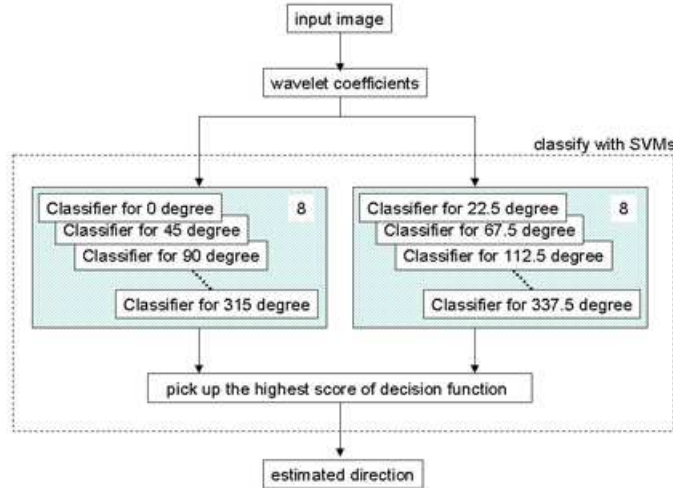 input image
wavelet coefficients
classify with SVMs
Classifier for 0 degree
8
Classifier for 45 degree
Classifier for 90 degree
Classifier for 315 degree
Classifier for 22.5 degree
8
Classifier for 67.5 degree
Classifier for 112.5 degree
Classifier for 337.5 degree
pick up the highest score of decision function
estimated direction